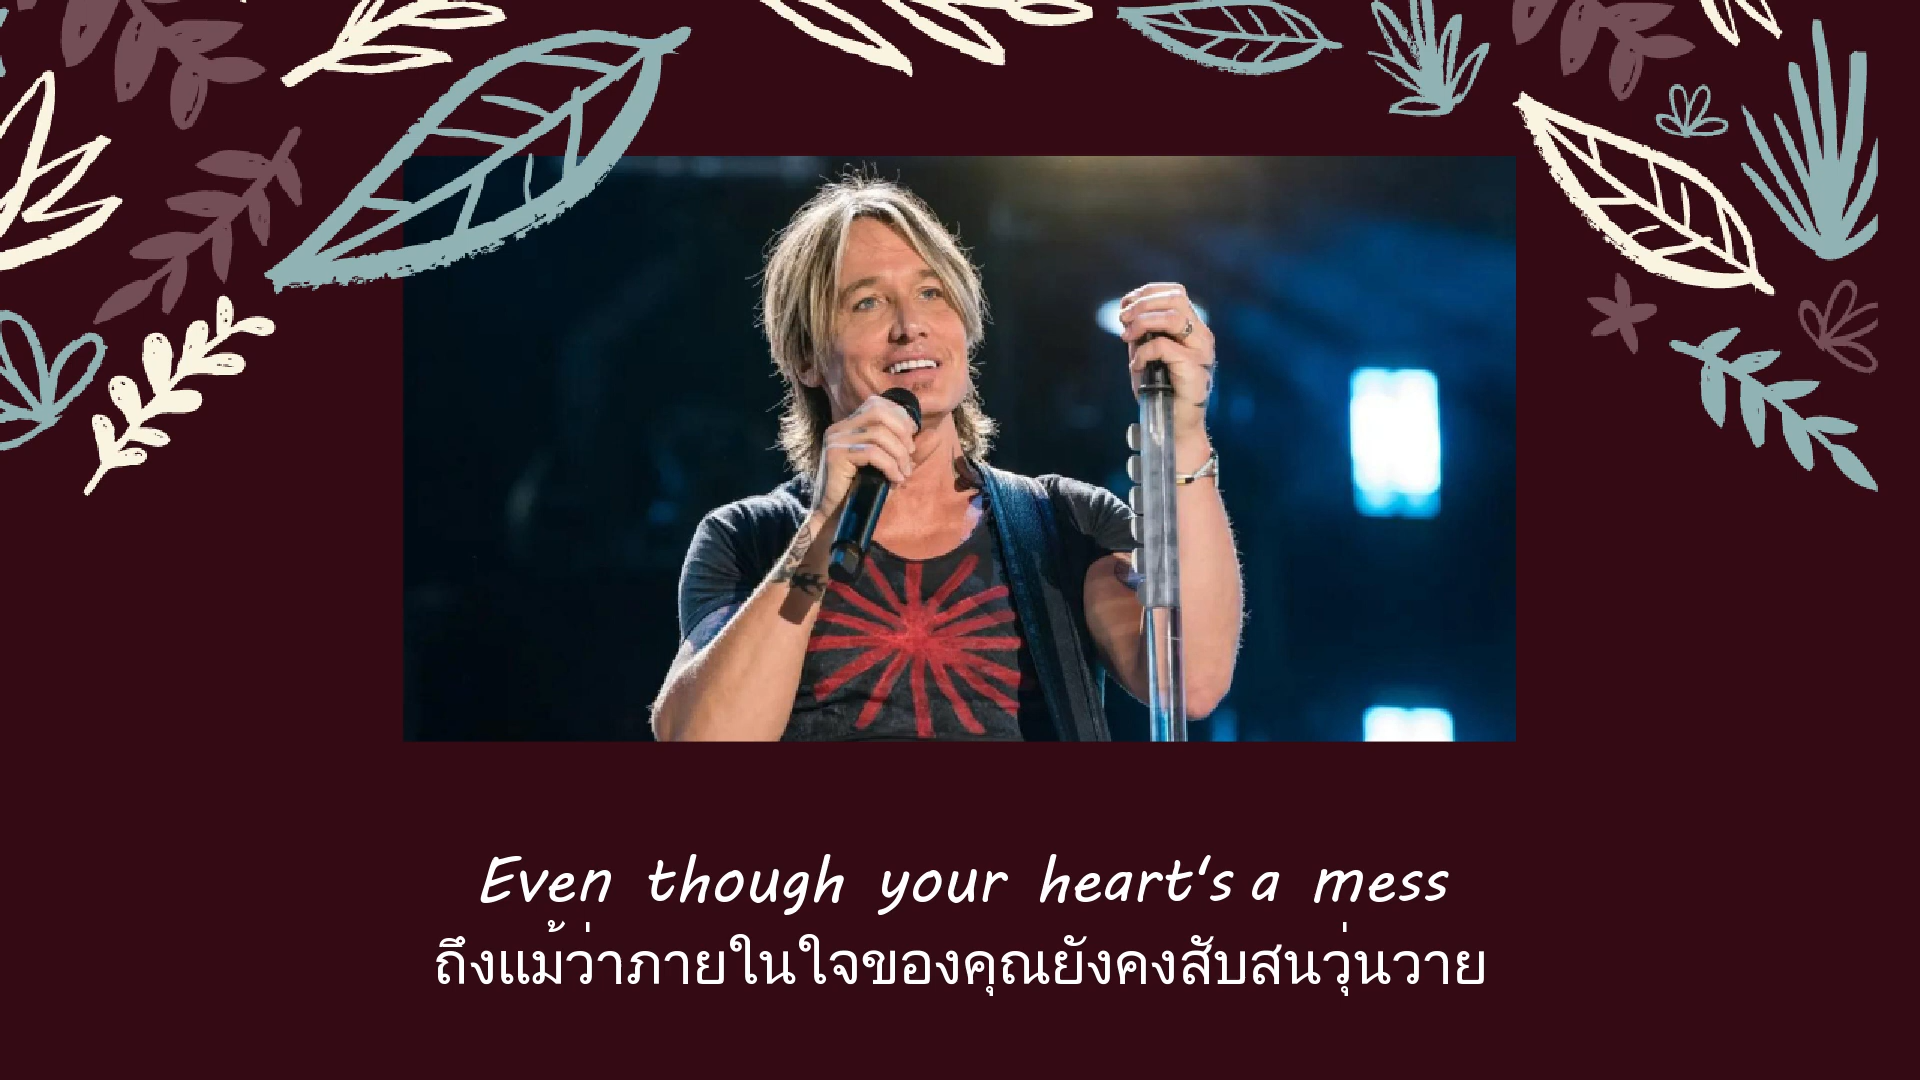 Even though your heart's a mess
ถึงแม้ว่าภายในใจของคุณยังคงสับสนวุ่นวาย